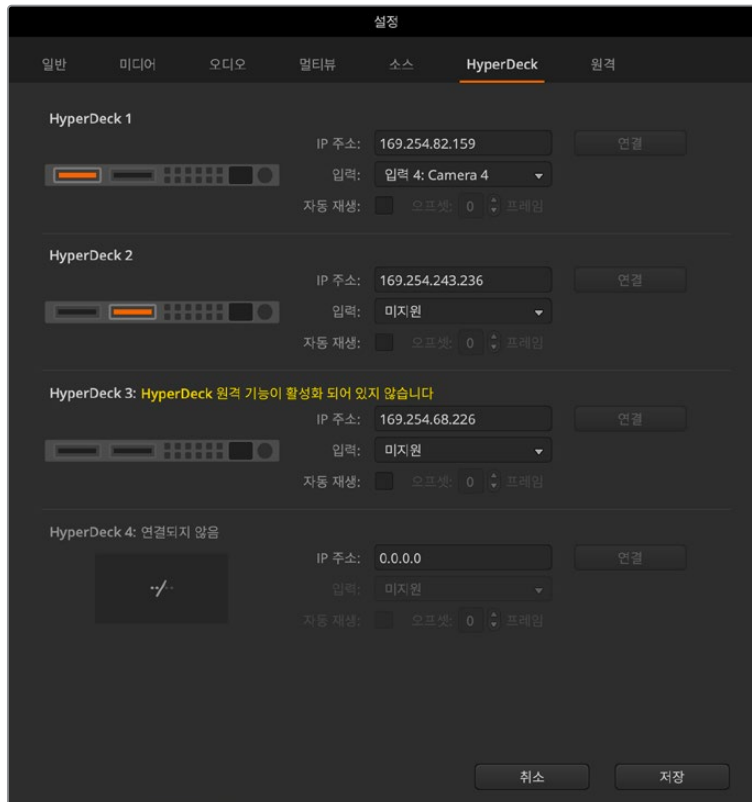 설정
일반 미디어 오디오 멀티뷰 소스 HyperDeck 원격
HyperDeck 1
IP 주소: 169.254.82.159 연결
입력: 입력 4: Camera 4
자동 재생: 오프셋: 0 프레임
HyperDeck 2
IP 주소: 169.254.243.236 연결
입력: 미지원
자동 재생: 오프셋: 0 프레임
HyperDeck 3: HyperDeck 원격 기능이 활성화 되어 있지 않습니다
IP 주소: 169.254.68.226 연결
입력: 미지원
자동 재생: 오프셋: 0 프레임
HyperDeck 4: 연결되지 않음
IP 주소: 0.0.0.0 연결
--/-- 입력: 미지원
자동 재생: 오프셋: 0 프레임
취소 저장